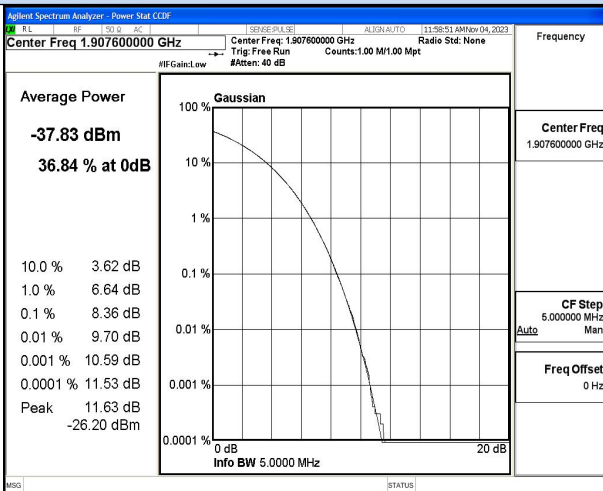 Agilent Spectrum Analyzer - Power Stat CCDF
RL RF 50 Ω AC SENSE:PULSE ALIGN AUTO 11:58:51 AM Nov 04, 2023
Center Freq 1.907600000 GHz
Center Freq: 1.907600000 GHz Radio Std: None
Trig: Free Run Counts:1.00 M/1.00 Mpt
#IFGain:Low #Atten: 40 dB
Frequency
Average Power
-37.83 dBm
36.84 % at 0dB
10.0 % 3.62 dB
1.0 % 6.64 dB
0.1 % 8.36 dB
0.01 % 9.70 dB
0.001 % 10.59 dB
0.0001 % 11.53 dB
Peak 11.63 dB
-26.20 dBm
Gaussian
100 %
10 %
1 %
0.1 %
0.01 %
0.001 %
0.0001 %
0 dB 20 dB
Info BW 5.0000 MHz
Center Freq
1.907600000 GHz
CF Step
5.000000 MHz
Auto Man
Freq Offset
0 Hz
MSG STATUS